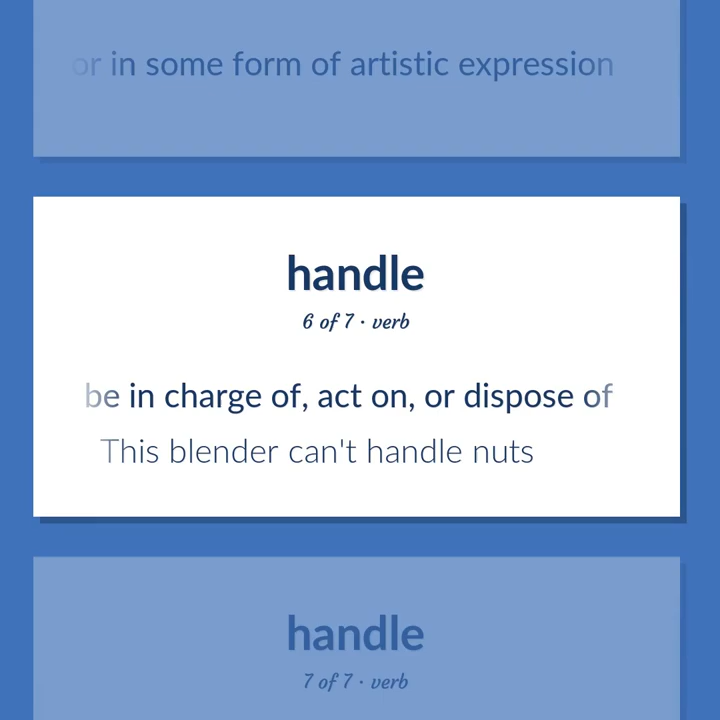 or in some form of artistic expression
handle
6 of 7 · verb
be in charge of, act on, or dispose of
This blender can't handle nuts
handle
7 of 7 · verb